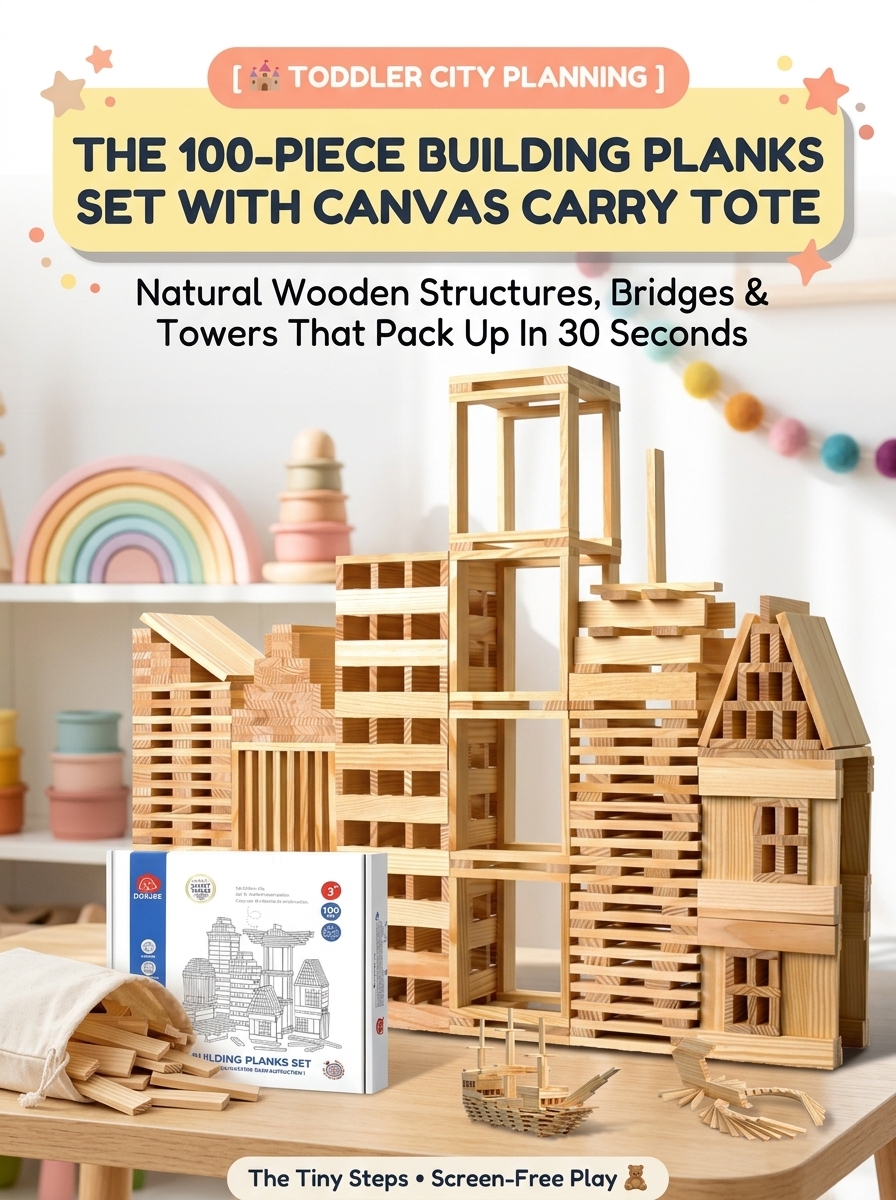 [ 🏰 TODDLER CITY PLANNING ]
THE 100-PIECE BUILDING PLANKS
SET WITH CANVAS CARRY TOTE
Natural Wooden Structures, Bridges &
Towers That Pack Up In 30 Seconds
DORJEE
3+
100
BUILDING PLANKS SET
The Tiny Steps • Screen-Free Play 🧸